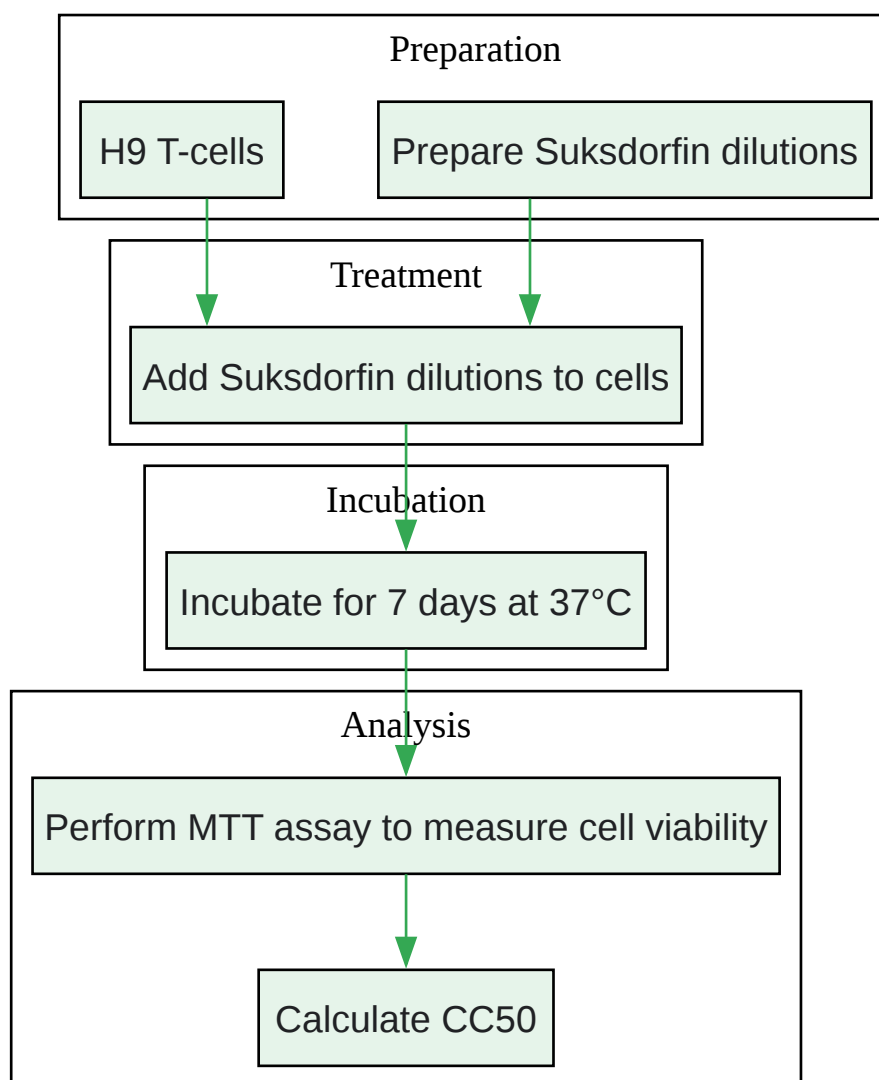 Preparation
H9 T-cells
Prepare Suksdorfin dilutions
Treatment
Add Suksdorfin dilutions to cells
Incubation
Incubate for 7 days at 37°C
Analysis
Perform MTT assay to measure cell viability
Calculate CC50